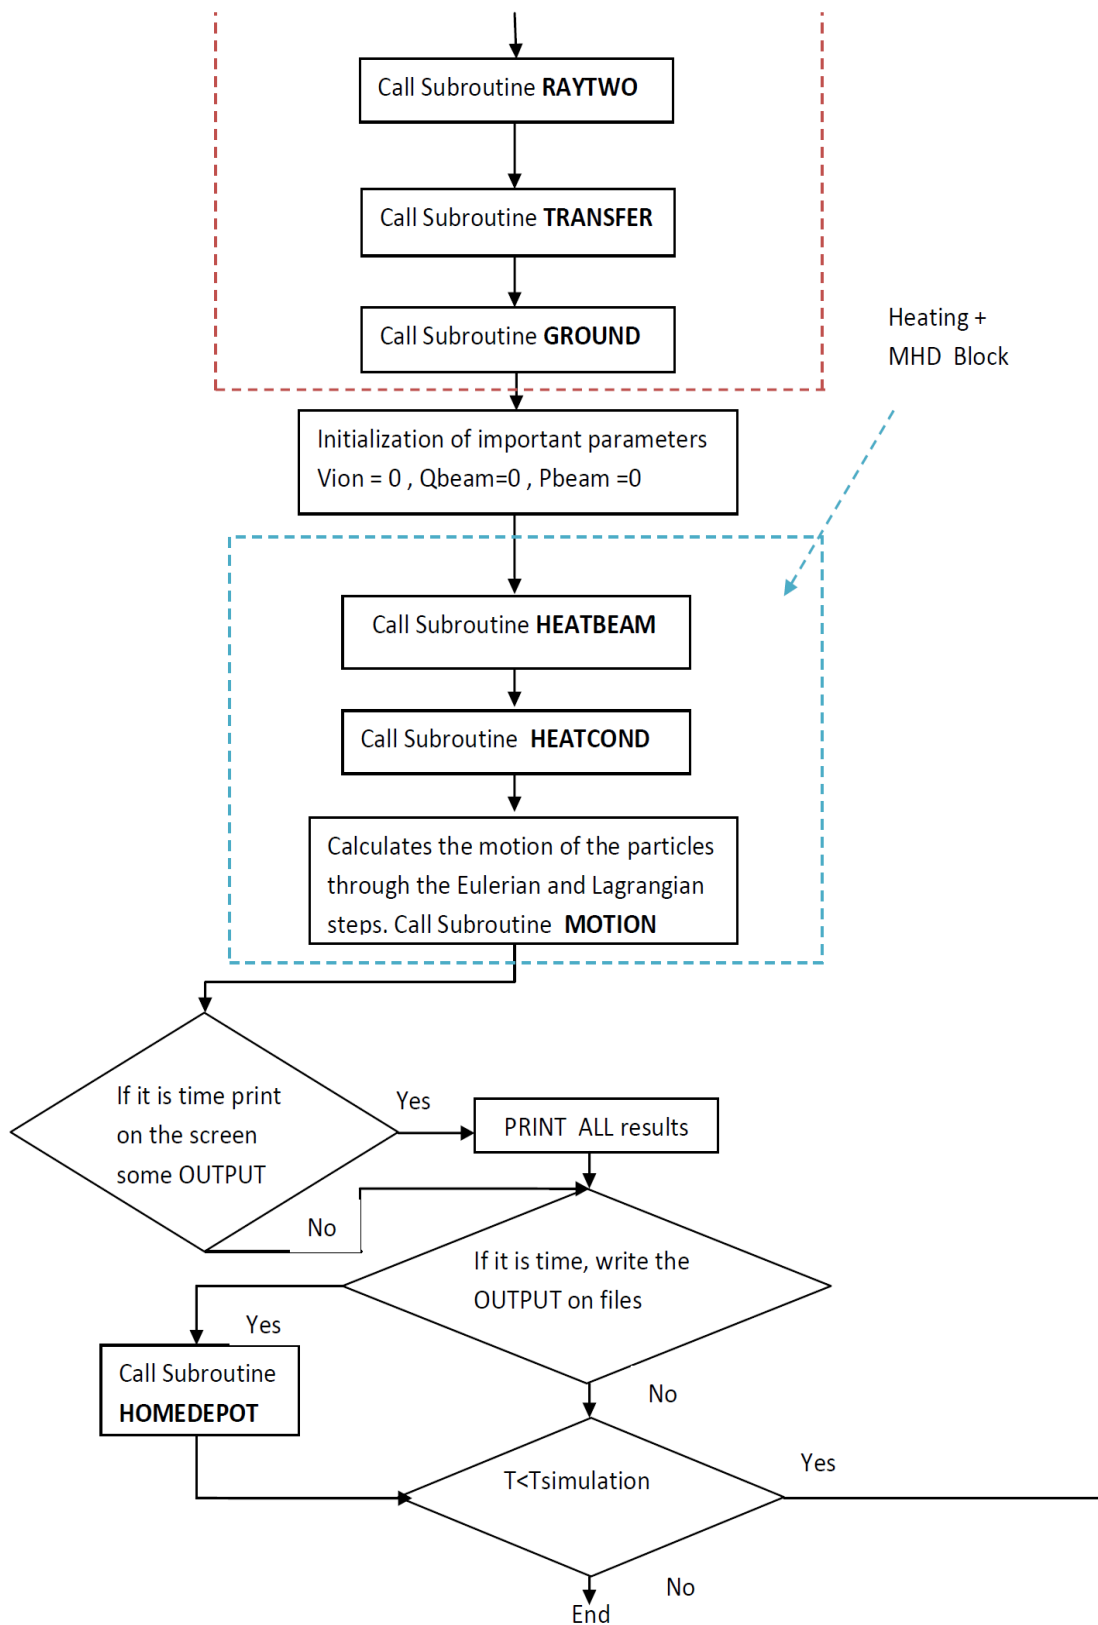 Call Subroutine RAYTWO
Call Subroutine TRANSFER
Call Subroutine GROUND
Heating +
MHD Block
Initialization of important parameters
Vion = 0 , Qbeam=0 , Pbeam =0
Call Subroutine HEATBEAM
Call Subroutine HEATCOND
Calculates the motion of the particles
through the Eulerian and Lagrangian
steps. Call Subroutine MOTION
If it is time print
on the screen
some OUTPUT
Yes
PRINT ALL results
No
If it is time, write the
OUTPUT on files
Yes
Call Subroutine
HOMEDEPOT
No
T<Tsimulation
Yes
No
End